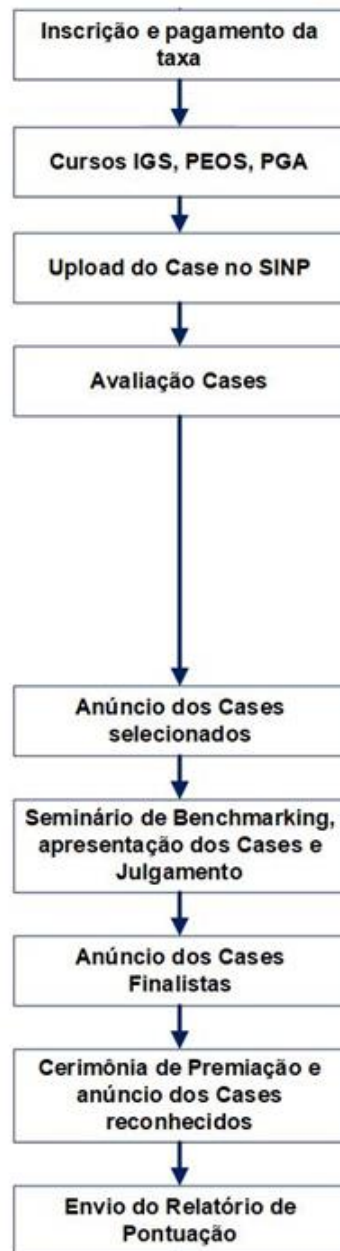 Inscrição e pagamento da
taxa
Cursos IGS, PEOS, PGA
Upload do Case no SINP
Avaliação Cases
Anúncio dos Cases
selecionados
Seminário de Benchmarking,
apresentação dos Cases e
Julgamento
Anúncio dos Cases
Finalistas
Cerimônia de Premiação e
anúncio dos Cases
reconhecidos
Envio do Relatório de
Pontuação